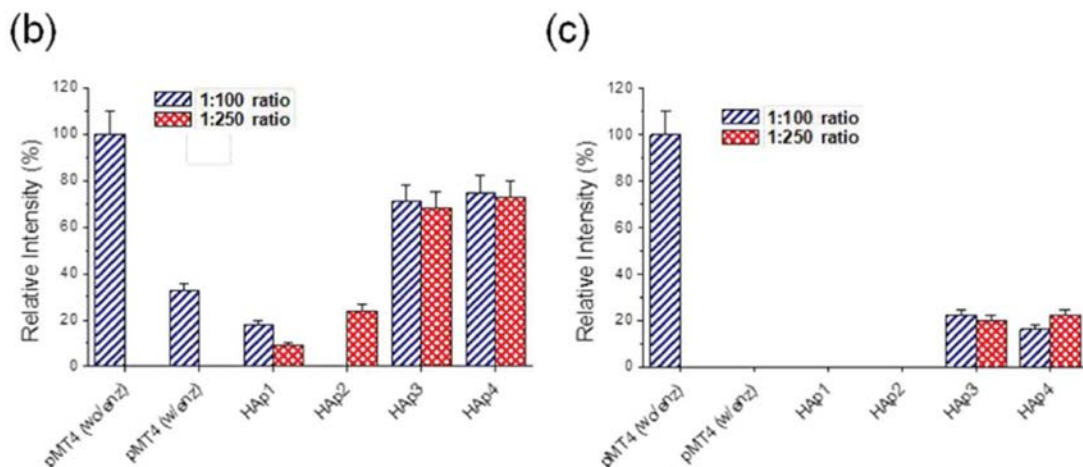 (b)
120
100
80
60
40
20
0
Relative Intensity (%)
1:100 ratio
1:250 ratio
pMT4 (wo/enz)
pMT4 (w/enz)
HAp1
HAp2
HAp3
HAp4
(c)
120
100
80
60
40
20
0
Relative Intensity (%)
1:100 ratio
1:250 ratio
pMT4 (wo/enz)
pMT4 (w/enz)
HAp1
HAp2
HAp3
HAp4